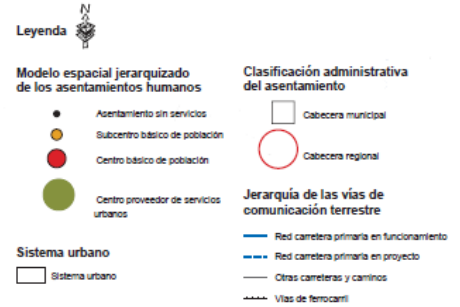 N
Leyenda
Modelo espacial jerarquizado
de los asentamientos humanos
Asentamiento sin servicios
Subcentro básico de población
Centro básico de población
Centro proveedor de servicios
urbanos
Sistema urbano
Sistema urbano
Clasificación administrativa
del asentamiento
Cabecera municipal
Cabecera regional
Jerarquía de las vías de
comunicación terrestre
Red carretera primaria en funcionamiento
Red carretera primaria en proyecto
Otras carreteras y caminos
Vías de ferrocarril